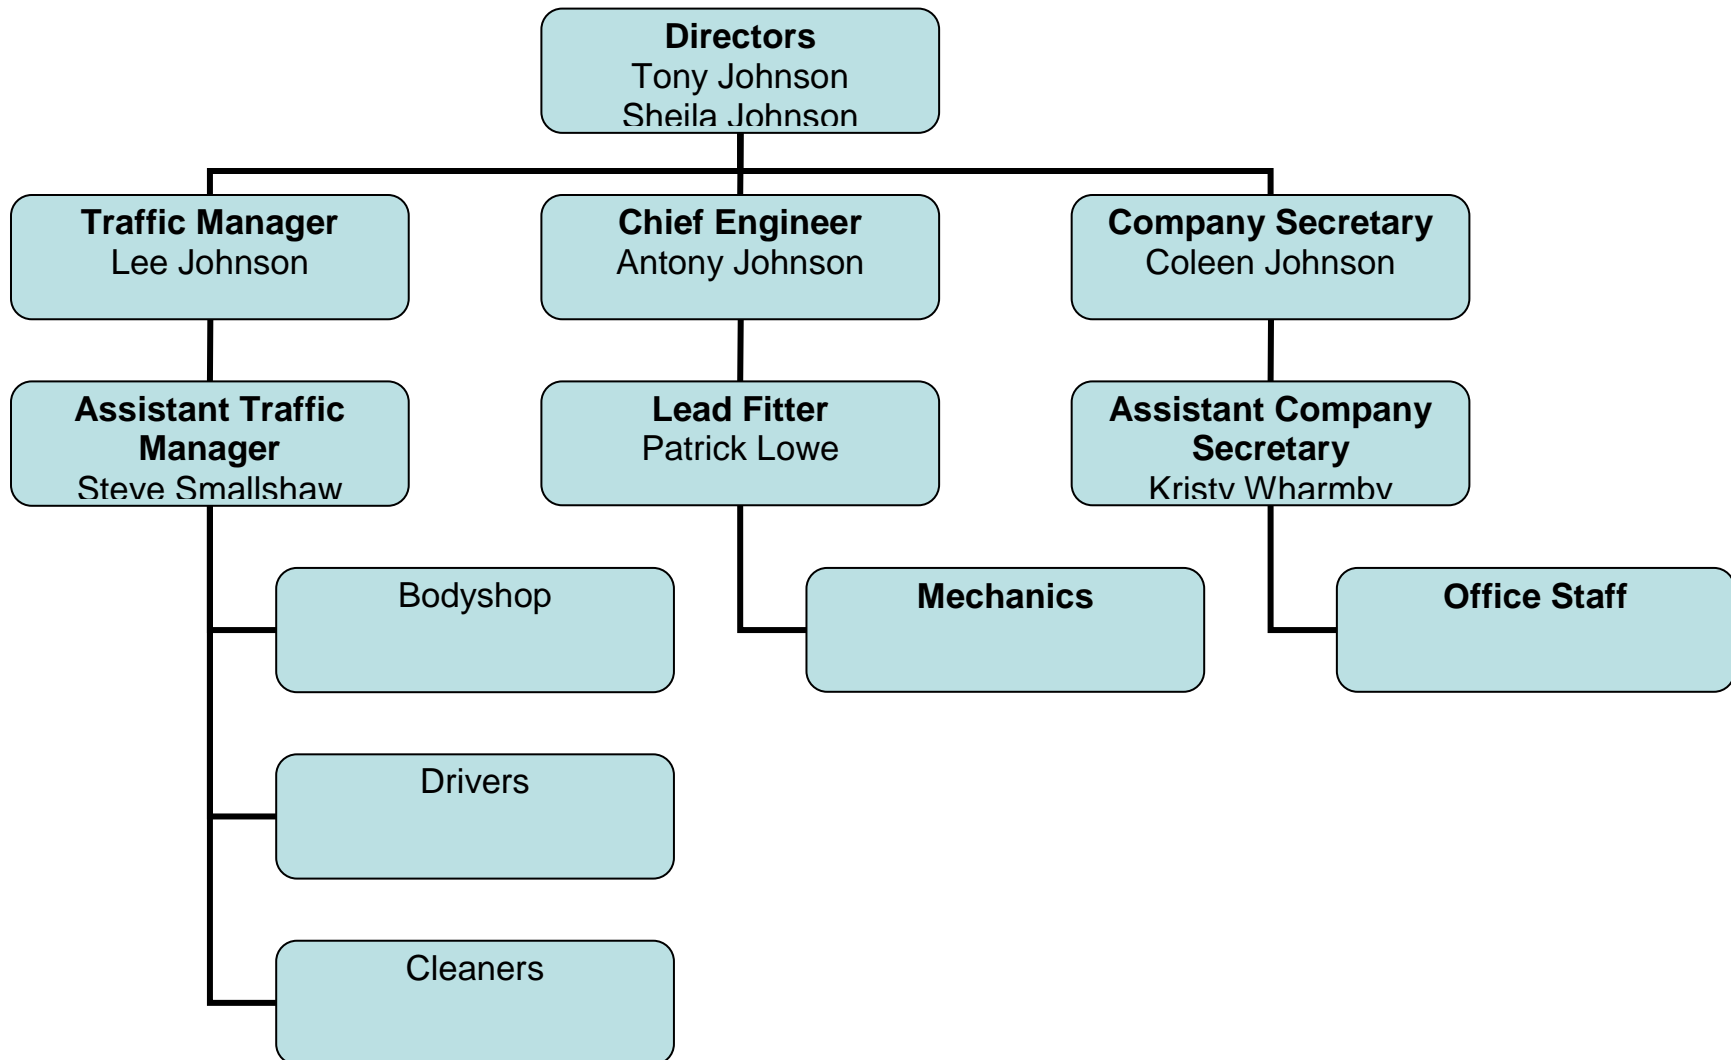 Directors
Tony Johnson
Sheila Johnson
Traffic Manager
Lee Johnson
Chief Engineer
Antony Johnson
Company Secretary
Coleen Johnson
Assistant Traffic
Manager
Steve Smallshaw
Lead Fitter
Patrick Lowe
Assistant Company
Secretary
Kristy Wharmby
Bodyshop
Mechanics
Office Staff
Drivers
Cleaners